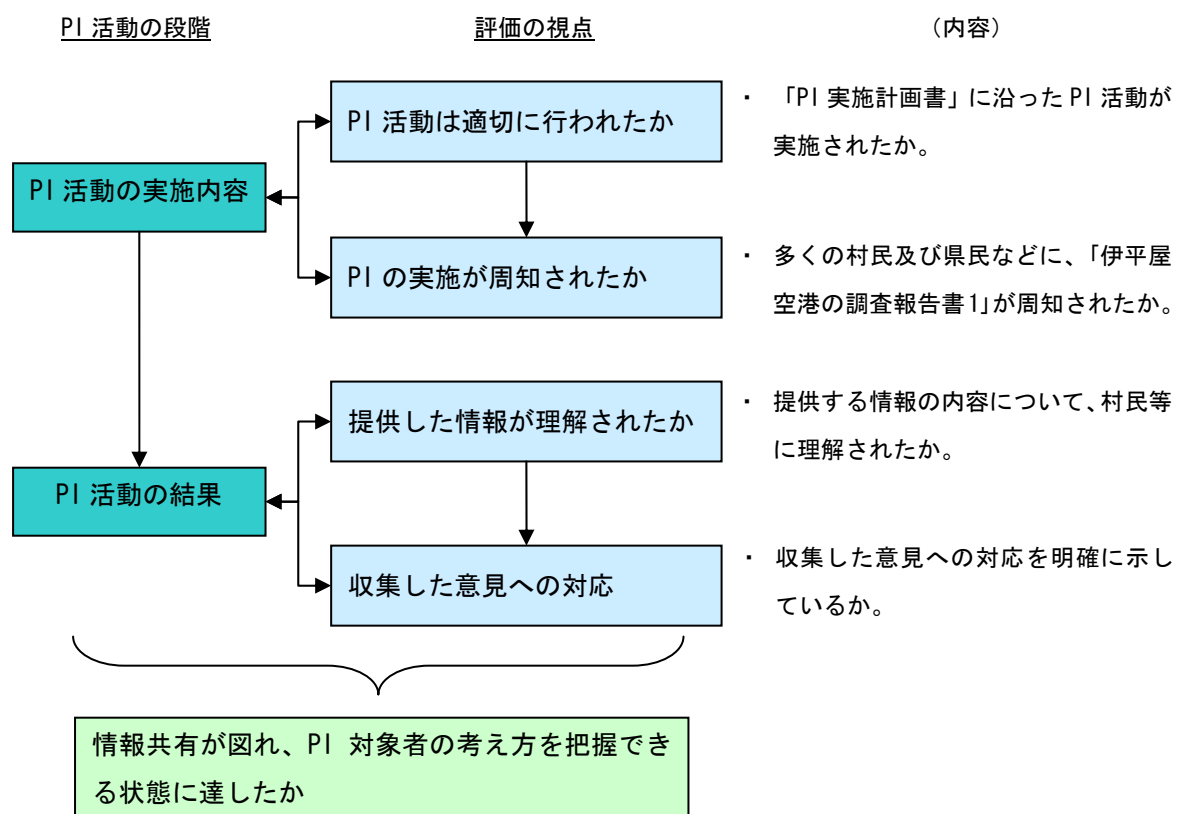 PI 活動の段階
評価の視点
（内容）
PI 活動は適切に行われたか
・ 「PI 実施計画書」に沿った PI 活動が
実施されたか。
PI 活動の実施内容
PI の実施が周知されたか
・ 多くの村民及び県民などに、「伊平屋
空港の調査報告書1」が周知されたか。
提供した情報が理解されたか
・ 提供する情報の内容について、村民等
に理解されたか。
PI 活動の結果
収集した意見への対応
・ 収集した意見への対応を明確に示し
ているか。
情報共有が図れ、PI 対象者の考え方を把握でき
る状態に達したか